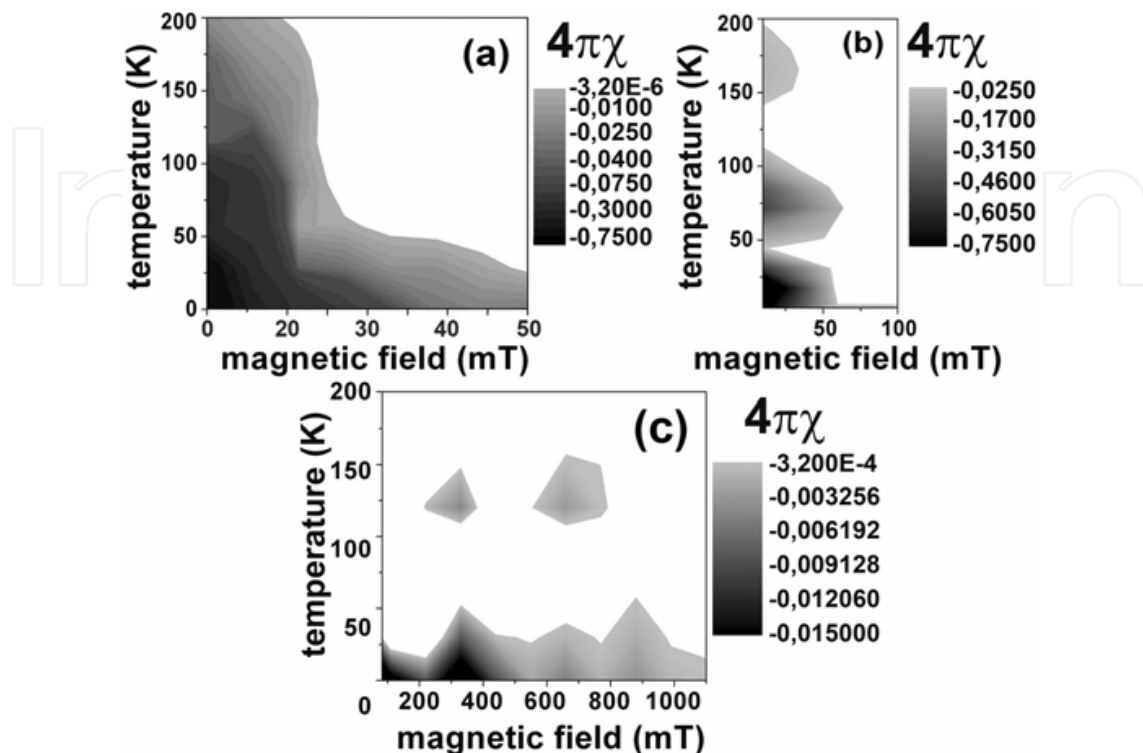 200
150
100
50
0
temperature (K)
0 10 20 30 40 50
magnetic field (mT)
(a)
4πχ
-3,20E-6
-0,0100
-0,0250
-0,0400
-0,0750
-0,3000
-0,7500
200
150
100
50
temperature (K)
50 100
magnetic field (mT)
(b)
4πχ
-0,0250
-0,1700
-0,3150
-0,4600
-0,6050
-0,7500
200
150
100
50
0
temperature (K)
200 400 600 800 1000
magnetic field (mT)
(c)
4πχ
-3,200E-4
-0,003256
-0,006192
-0,009128
-0,012060
-0,015000